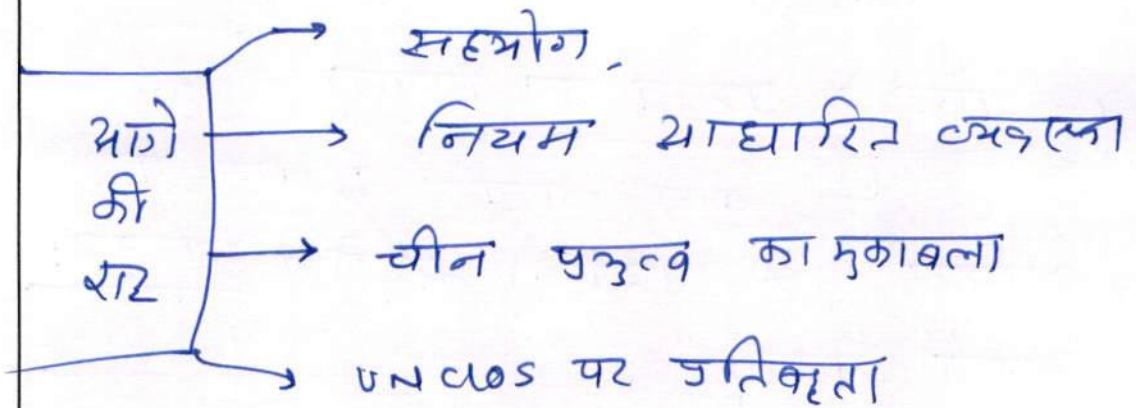 सहयोग,
आगे की राह
नियम आधारित व्यवस्था
चीन प्रभुत्व का मुकाबला
UNCLOS पर प्रतिबद्धता